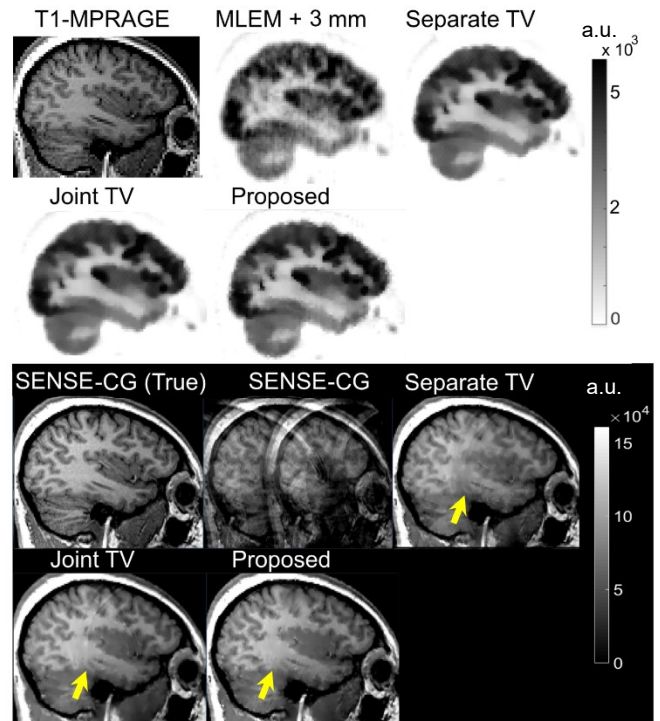 T1-MPRAGE
MLEM + 3 mm
Separate TV
a.u.
x 10³
5
2
0
Joint TV
Proposed
SENSE-CG (True)
SENSE-CG
Separate TV
a.u.
x 10⁴
15
10
5
0
Joint TV
Proposed